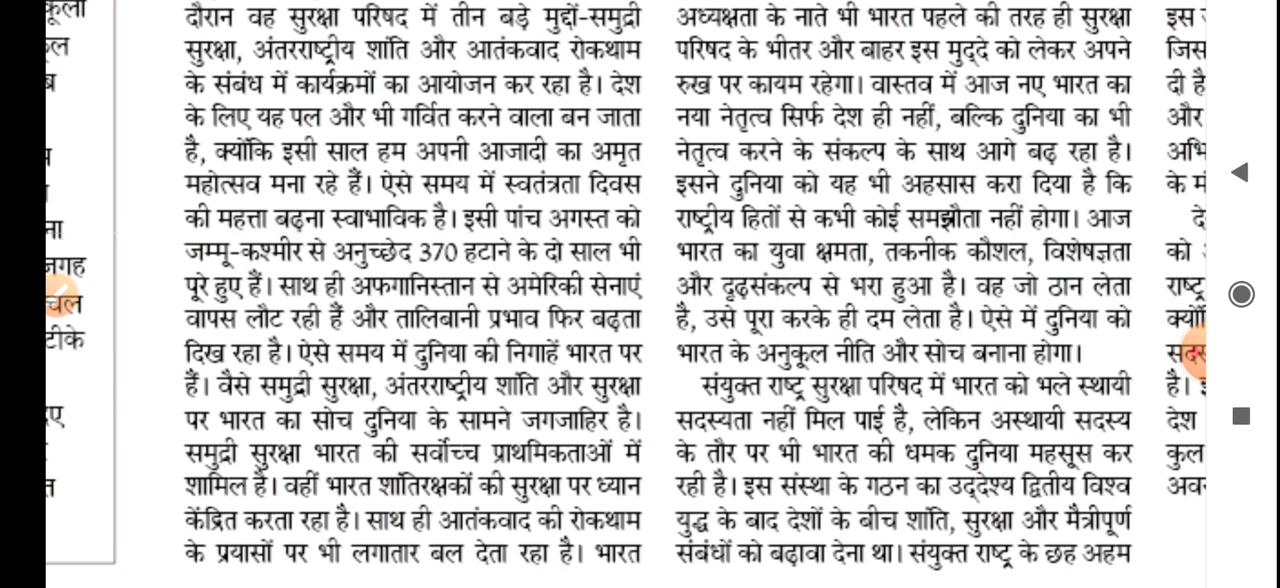 दौरान वह सुरक्षा परिषद में तीन बड़े मुद्दों-समुद्री
सुरक्षा, अंतरराष्ट्रीय शांति और आतंकवाद रोकथाम
के संबंध में कार्यक्रमों का आयोजन कर रहा है। देश
के लिए यह पल और भी गर्वित करने वाला बन जाता
है, क्योंकि इसी साल हम अपनी आजादी का अमृत
महोत्सव मना रहे हैं। ऐसे समय में स्वतंत्रता दिवस
की महत्ता बढ़ना स्वाभाविक है। इसी पांच अगस्त को
जम्मू-कश्मीर से अनुच्छेद 370 हटाने के दो साल भी
पूरे हुए हैं। साथ ही अफगानिस्तान से अमेरिकी सेनाएं
वापस लौट रही हैं और तालिबानी प्रभाव फिर बढ़ता
दिख रहा है। ऐसे समय में दुनिया की निगाहें भारत पर
हैं। वैसे समुद्री सुरक्षा, अंतरराष्ट्रीय शांति और सुरक्षा
पर भारत का सोच दुनिया के सामने जगजाहिर है।
समुद्री सुरक्षा भारत की सर्वोच्च प्राथमिकताओं में
शामिल है। वहीं भारत शांतिरक्षकों की सुरक्षा पर ध्यान
केंद्रित करता रहा है। साथ ही आतंकवाद की रोकथाम
के प्रयासों पर भी लगातार बल देता रहा है। भारत
अध्यक्षता के नाते भी भारत पहले की तरह ही सुरक्षा
परिषद के भीतर और बाहर इस मुद्दे को लेकर अपने
रुख पर कायम रहेगा। वास्तव में आज नए भारत का
नया नेतृत्व सिर्फ देश ही नहीं, बल्कि दुनिया का भी
नेतृत्व करने के संकल्प के साथ आगे बढ़ रहा है।
इसने दुनिया को यह भी अहसास करा दिया है कि
राष्ट्रीय हितों से कभी कोई समझौता नहीं होगा। आज
भारत का युवा क्षमता, तकनीक कौशल, विशेषज्ञता
और दृढ़संकल्प से भरा हुआ है। वह जो ठान लेता
है, उसे पूरा करके ही दम लेता है। ऐसे में दुनिया को
भारत के अनुकूल नीति और सोच बनाना होगा।
संयुक्त राष्ट्र सुरक्षा परिषद में भारत को भले स्थायी
सदस्यता नहीं मिल पाई है, लेकिन अस्थायी सदस्य
के तौर पर भी भारत की धमक दुनिया महसूस कर
रही है। इस संस्था के गठन का उद्देश्य द्वितीय विश्व
युद्ध के बाद देशों के बीच शांति, सुरक्षा और मैत्रीपूर्ण
संबंधों को बढ़ावा देना था। संयुक्त राष्ट्र के छह अहम
इस
जिस
दी है
और
के
को
राष्ट्र
है।
देश
कुल